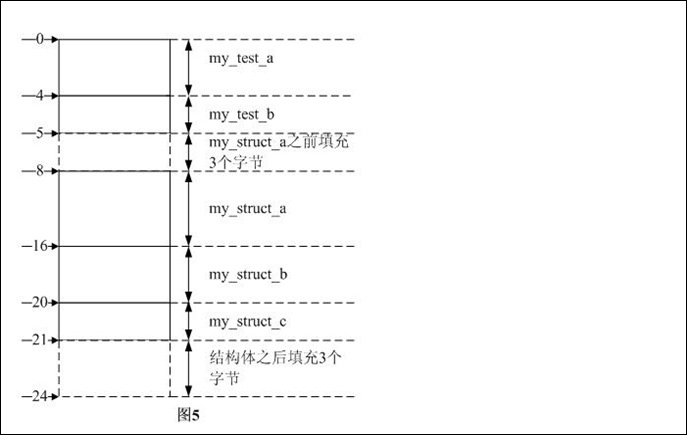 0
my_test_a
4
my_test_b
5
my_struct_a之前填充
3个字节
8
my_struct_a
16
my_struct_b
20
my_struct_c
21
结构体之后填充3个
字节
24
图5